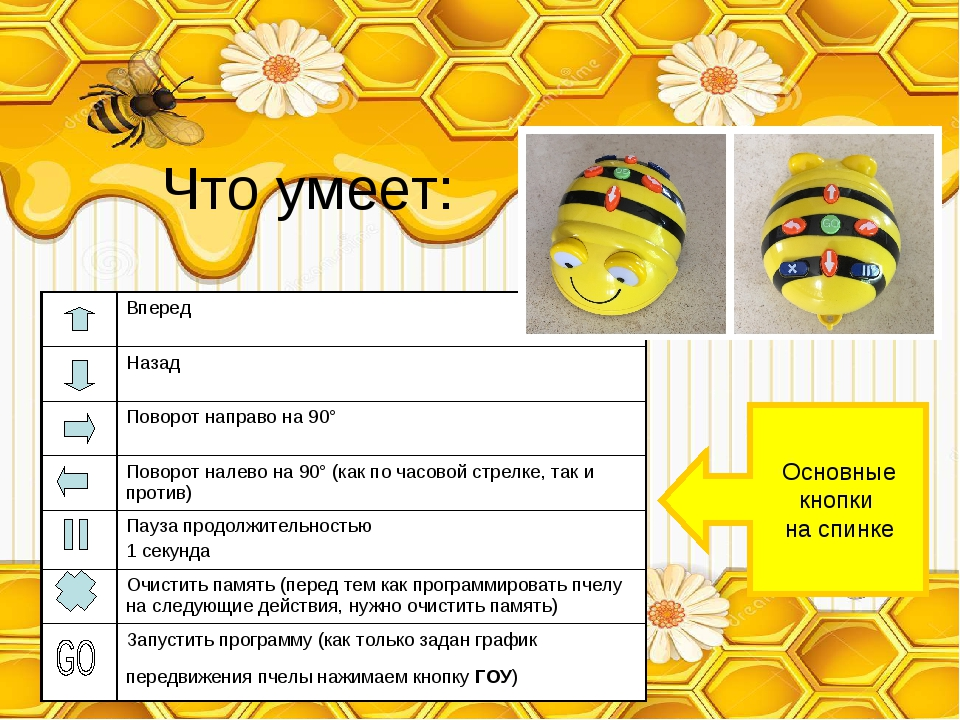 Что умеет:
Вперед
Назад
Поворот направо на 90°
Поворот налево на 90° (как по часовой стрелке, так и
против)
Пауза продолжительностью
1 секунда
Очистить память (перед тем как программировать пчелу
на следующие действия, нужно очистить память)
GO
Запустить программу (как только задан график
передвижения пчелы нажимаем кнопку ГОУ)
Основные
кнопки
на спинке
GO